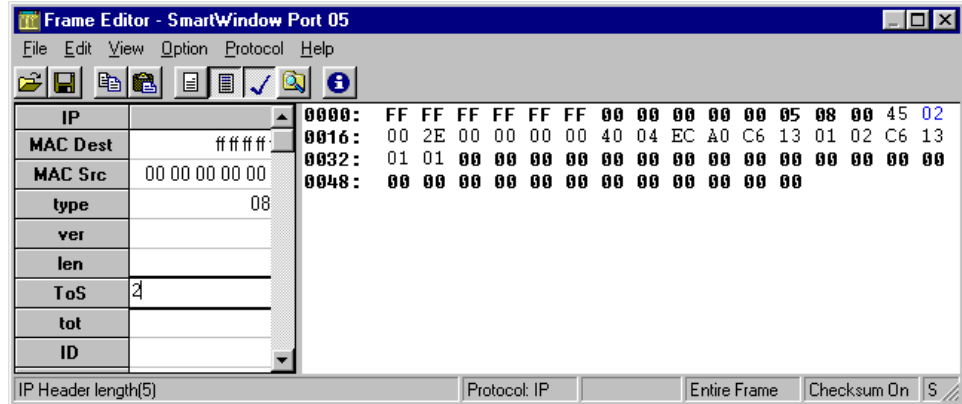 Frame Editor - SmartWindow Port 05
File Edit View Option Protocol Help
IP
MAC Dest ff ff ff
MAC Src 00 00 00 00 00
type 08
ver
len
ToS 2
tot
ID
0000: FF FF FF FF FF FF 00 00 00 00 00 05 08 00 45 02
0016: 00 2E 00 00 00 00 40 04 EC A0 C6 13 01 02 C6 13
0032: 01 01 00 00 00 00 00 00 00 00 00 00 00 00 00 00
0048: 00 00 00 00 00 00 00 00 00 00 00 00
IP Header length(5) Protocol: IP Entire Frame Checksum On S